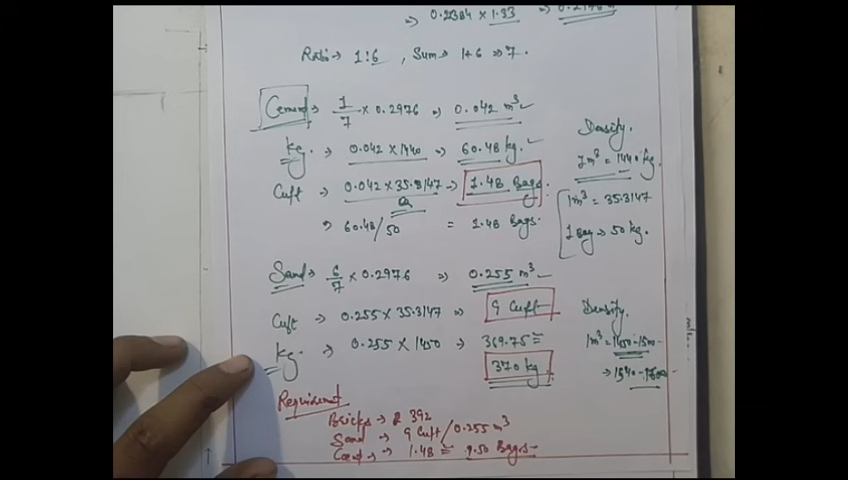 ⇒ 0.2384 × 1.33 ⇒ 0.2976
Ratio → 1:6 , Sum → 1+6 ⇒ 7.
Cement → 1/7 × 0.2976 ⇒ 0.042 m³
Density.
kg. → 0.042 × 1440 ⇒ 60.48 kg.
1m³ = 1440 kg.
Cuft → 0.042 × 35.3147 → 1.48 Bags.
1m³ = 35.3147
→ 60.48/50 = 1.48 Bags.
1 Bag → 50 kg.
Sand → 6/7 × 0.2976 ⇒ 0.255 m³
Cuft → 0.255 × 35.3147 → 9 Cuft
Density.
kg. → 0.255 × 1450 → 369.75 ≅
1m³ = 1450-1500
370 kg.
Requirement
Bricks → 392
Sand → 9 Cuft / 0.255 m³
Cement → 1.48 ≅ 1.50 Bags